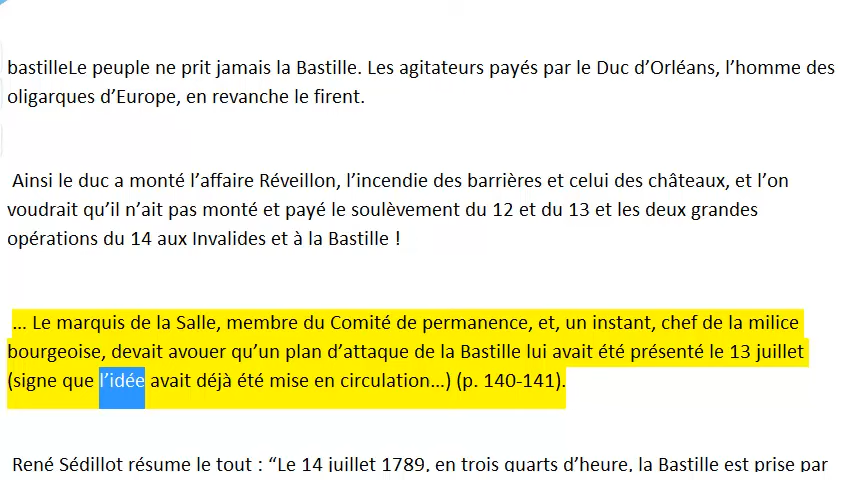 bastilleLe peuple ne prit jamais la Bastille. Les agitateurs payés par le Duc d’Orléans, l’homme des
oligarques d’Europe, en revanche le firent.
Ainsi le duc a monté l’affaire Réveillon, l’incendie des barrières et celui des châteaux, et l’on
voudrait qu’il n’ait pas monté et payé le soulèvement du 12 et du 13 et les deux grandes
opérations du 14 aux Invalides et à la Bastille !
… Le marquis de la Salle, membre du Comité de permanence, et, un instant, chef de la milice
bourgeoise, devait avouer qu’un plan d’attaque de la Bastille lui avait été présenté le 13 juillet
(signe que l’idée avait déjà été mise en circulation…) (p. 140-141).
René Sédillot résume le tout : “Le 14 juillet 1789, en trois quarts d’heure, la Bastille est prise par